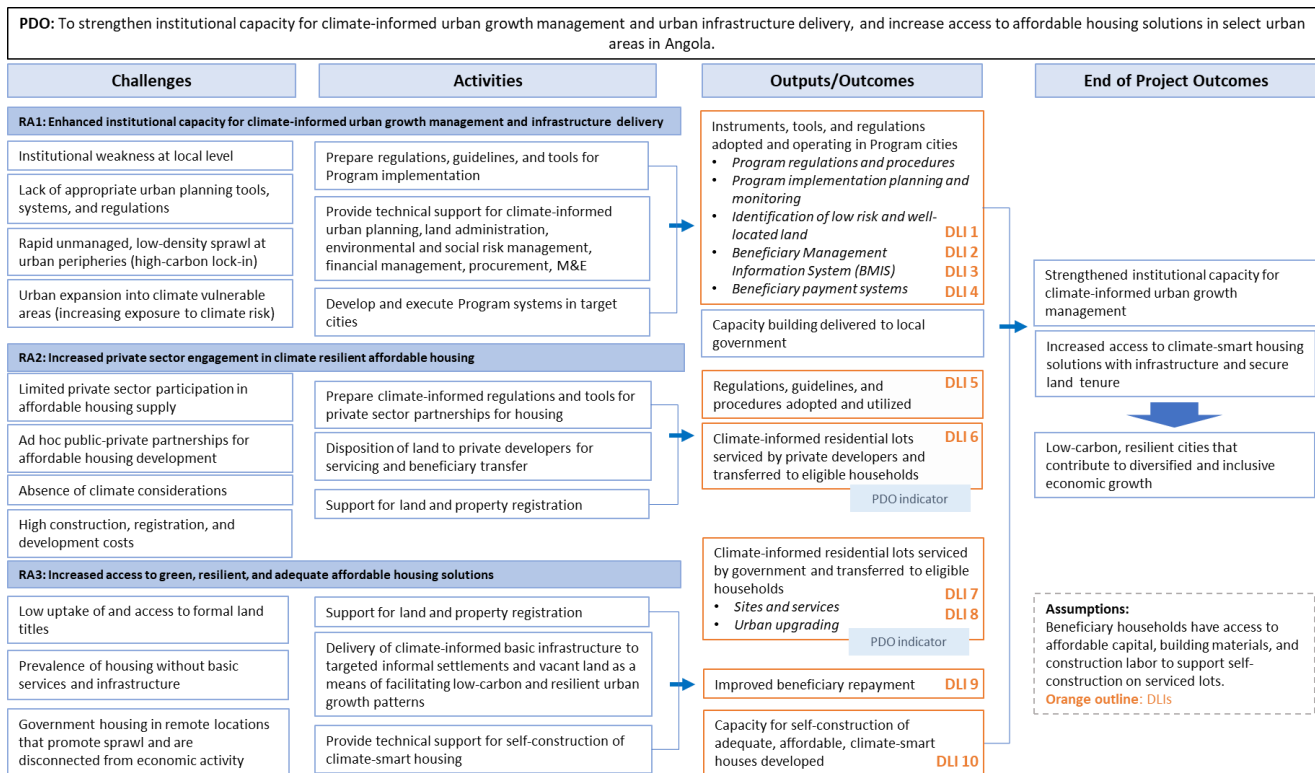 PDO: To strengthen institutional capacity for climate-informed urban growth management and urban infrastructure delivery, and increase access to affordable housing solutions in select urban
areas in Angola.
Challenges
Activities
Outputs/Outcomes
End of Project Outcomes
RA1: Enhanced institutional capacity for climate-informed urban growth management and infrastructure delivery
Institutional weakness at local level
Lack of appropriate urban planning tools,
systems, and regulations
Rapid unmanaged, low-density sprawl at
urban peripheries (high-carbon lock-in)
Urban expansion into climate vulnerable
areas (increasing exposure to climate risk)
Prepare regulations, guidelines, and tools for
Program implementation
Provide technical support for climate-informed
urban planning, land administration,
environmental and social risk management,
financial management, procurement, M&E
Develop and execute Program systems in target
cities
Instruments, tools, and regulations
adopted and operating in Program cities
• Program regulations and procedures
• Program implementation planning and
monitoring
• Identification of low risk and well-
located land
• Beneficiary Management
Information System (BMIS)
• Beneficiary payment systems
DLI 1
DLI 2
DLI 3
DLI 4
Capacity building delivered to local
government
Strengthened institutional capacity for
climate-informed urban growth
management
Increased access to climate-smart housing
solutions with infrastructure and secure
land tenure
Low-carbon, resilient cities that
contribute to diversified and inclusive
economic growth
RA2: Increased private sector engagement in climate resilient affordable housing
Limited private sector participation in
affordable housing supply
Ad hoc public-private partnerships for
affordable housing development
Absence of climate considerations
High construction, registration, and
development costs
Prepare climate-informed regulations and tools for
private sector partnerships for housing
Disposition of land to private developers for
servicing and beneficiary transfer
Support for land and property registration
Regulations, guidelines, and
procedures adopted and utilized
DLI 5
Climate-informed residential lots
serviced by private developers and
transferred to eligible households
DLI 6
PDO indicator
RA3: Increased access to green, resilient, and adequate affordable housing solutions
Low uptake of and access to formal land
titles
Prevalence of housing without basic
services and infrastructure
Government housing in remote locations
that promote sprawl and are
disconnected from economic activity
Support for land and property registration
Delivery of climate-informed basic infrastructure to
targeted informal settlements and vacant land as a
means of facilitating low-carbon and resilient urban
growth patterns
Provide technical support for self-construction of
climate-smart housing
Climate-informed residential lots serviced
by government and transferred to eligible
households
• Sites and services
• Urban upgrading
DLI 7
DLI 8
PDO indicator
Improved beneficiary repayment
DLI 9
Capacity for self-construction of
adequate, affordable, climate-smart
houses developed
DLI 10
Assumptions:
Beneficiary households have access to
affordable capital, building materials, and
construction labor to support self-
construction on serviced lots.
Orange outline: DLIs